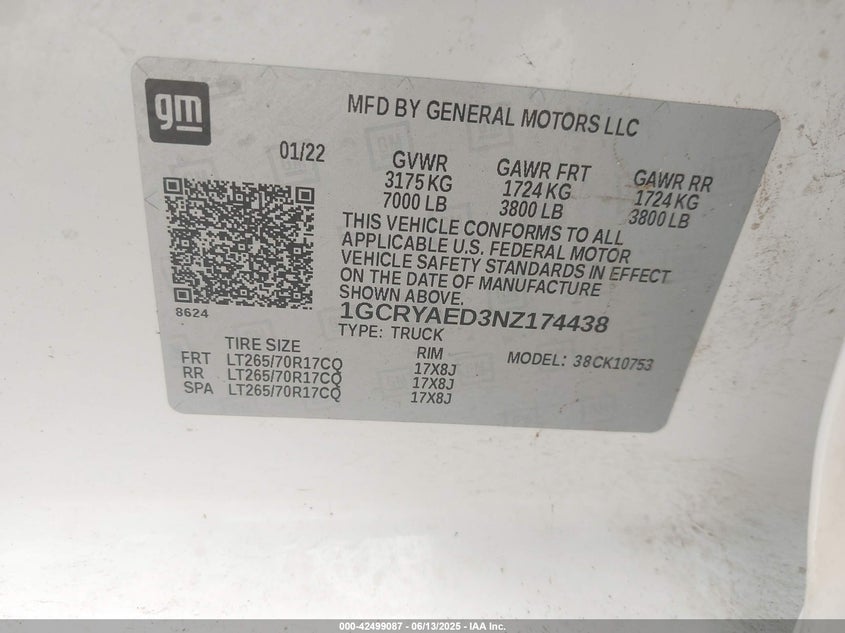 gm
MFD BY GENERAL MOTORS LLC
01/22
GVWR GAWR FRT GAWR RR
3175 KG 1724 KG 1724 KG
7000 LB 3800 LB 3800 LB
THIS VEHICLE CONFORMS TO ALL
APPLICABLE U.S. FEDERAL MOTOR
VEHICLE SAFETY STANDARDS IN EFFECT
ON THE DATE OF MANUFACTURE
SHOWN ABOVE.
8624
1GCRYAED3NZ174438
TYPE: TRUCK
TIRE SIZE RIM MODEL: 38CK10753
FRT LT265/70R17CQ 17X8J
RR LT265/70R17CQ 17X8J
SPA LT265/70R17CQ 17X8J
000-42499087 - 06/13/2025 - IAA Inc.